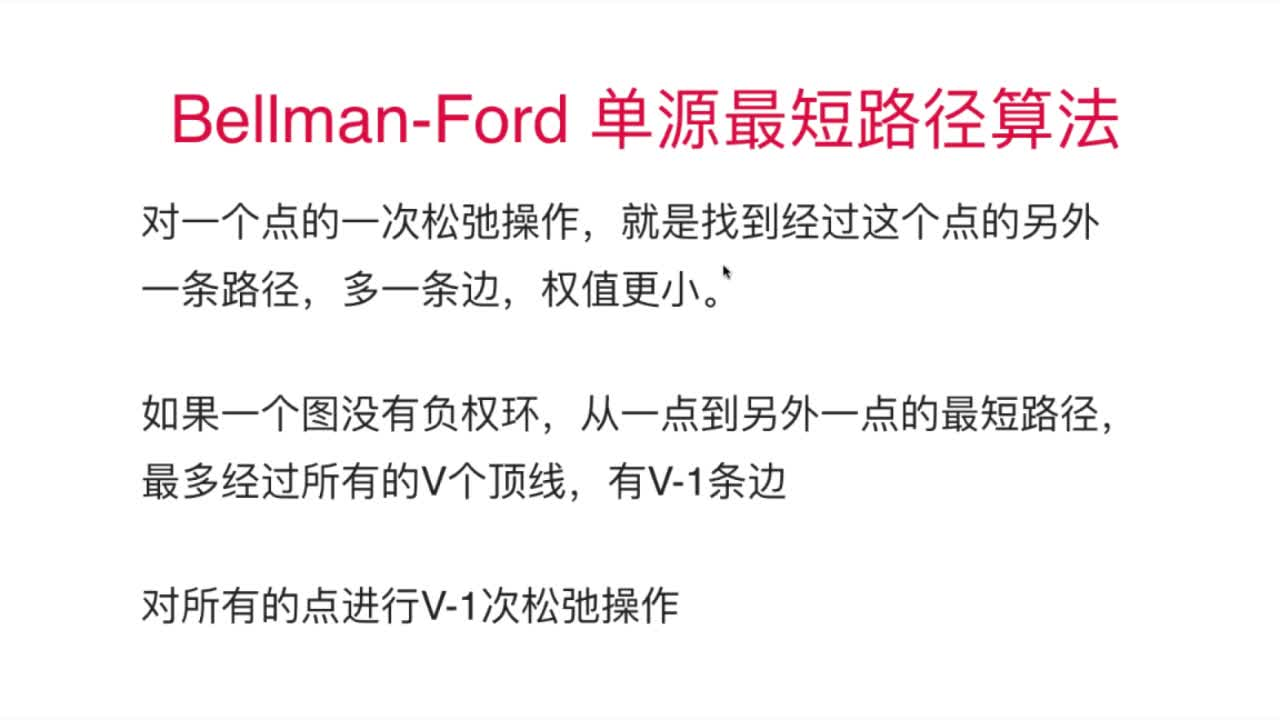 Bellman-Ford 单源最短路径算法
对一个点的一次松弛操作，就是找到经过这个点的另外
一条路径，多一条边，权值更小。
如果一个图没有负权环，从一点到另外一点的最短路径，
最多经过所有的V个顶线，有V-1条边
对所有的点进行V-1次松弛操作